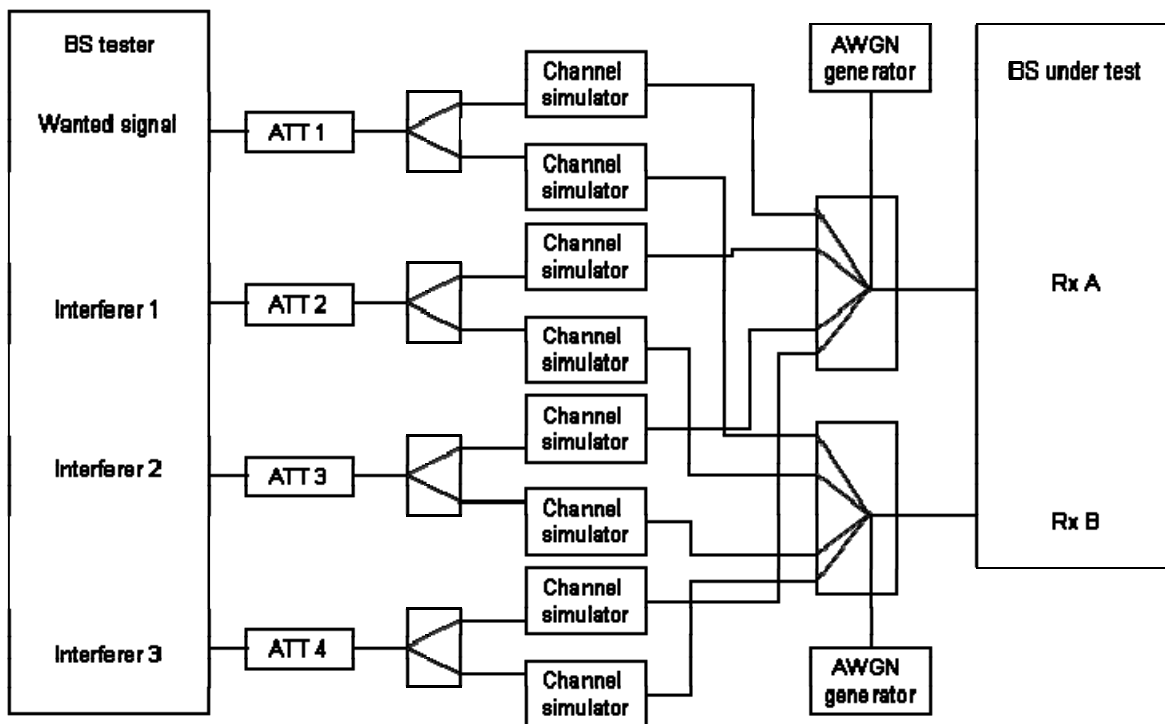 BS tester
Wanted signal
Interferer 1
Interferer 2
Interferer 3
ATT 1
ATT 2
ATT 3
ATT 4
Channel
simulator
Channel
simulator
Channel
simulator
Channel
simulator
Channel
simulator
Channel
simulator
Channel
simulator
Channel
simulator
AWGN
generator
AWGN
generator
BS under test
Rx A
Rx B